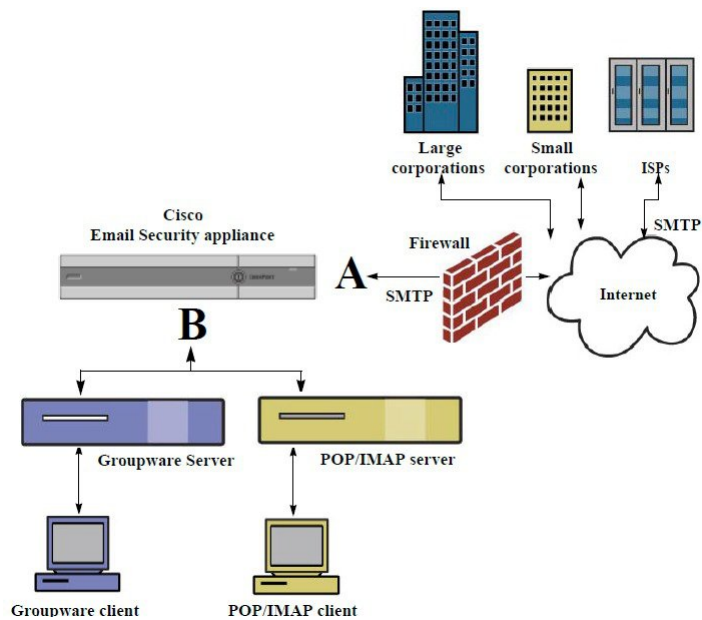 Large
corporations
Small
corporations
ISPs
SMTP
Cisco
Email Security appliance
Firewall
A
SMTP
Internet
B
Groupware Server
POP/IMAP server
Groupware client
POP/IMAP client